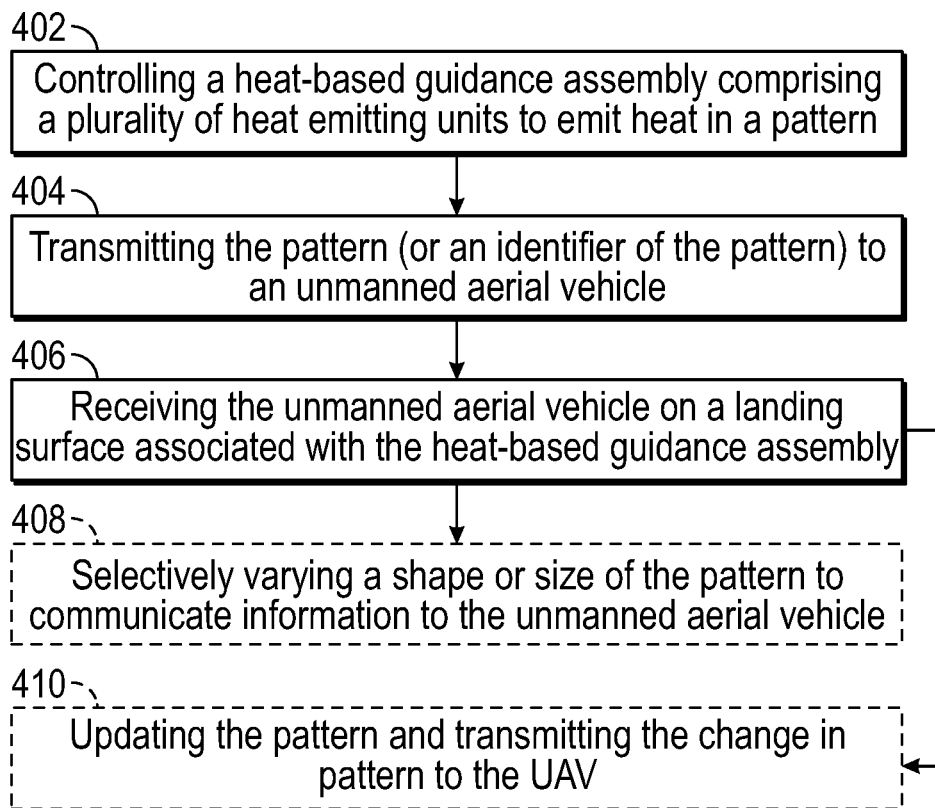 402
Controlling a heat-based guidance assembly comprising
a plurality of heat emitting units to emit heat in a pattern
404
Transmitting the pattern (or an identifier of the pattern) to
an unmanned aerial vehicle
406
Receiving the unmanned aerial vehicle on a landing
surface associated with the heat-based guidance assembly
408
Selectively varying a shape or size of the pattern to
communicate information to the unmanned aerial vehicle
410
Updating the pattern and transmitting the change in
pattern to the UAV